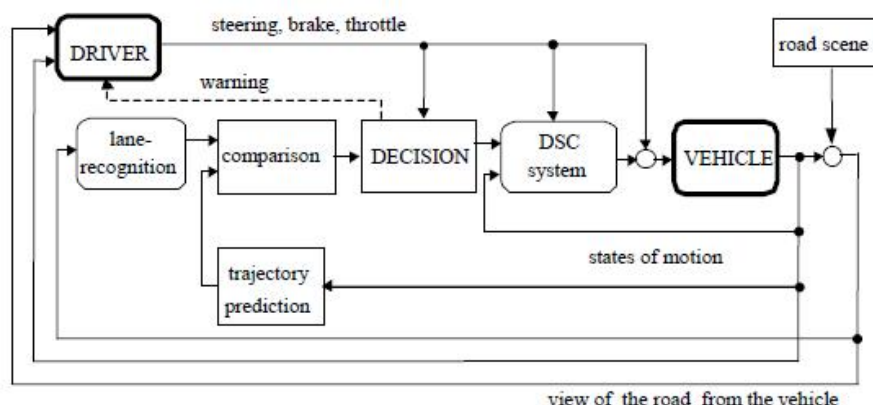 steering, brake, throttle
DRIVER
road scene
warning
lane-
recognition
comparison
DECISION
DSC
system
VEHICLE
states of motion
trajectory
prediction
view of the road from the vehicle